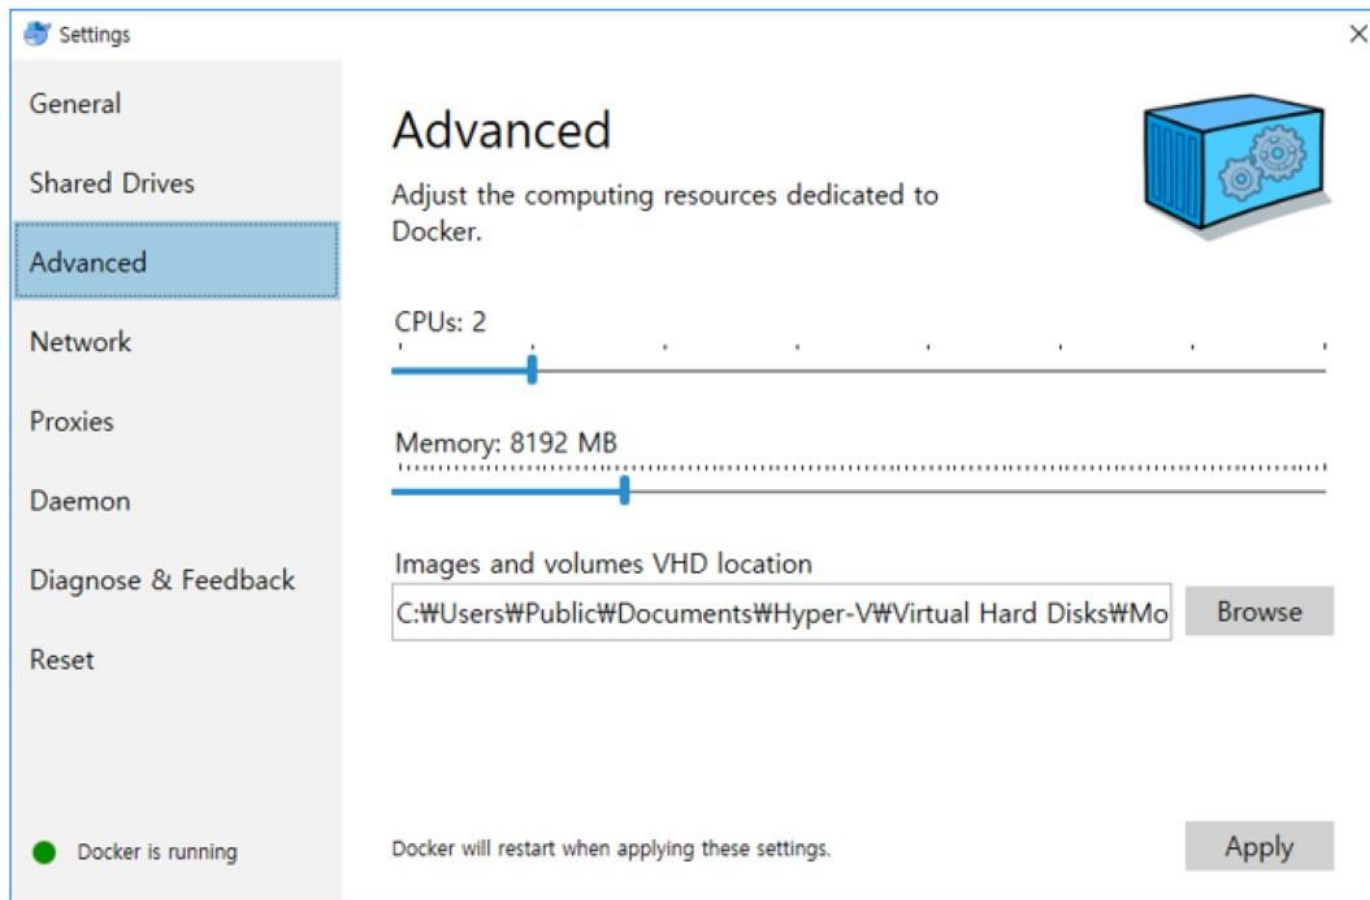 Settings
General
Shared Drives
Advanced
Network
Proxies
Daemon
Diagnose & Feedback
Reset
Docker is running
Advanced
Adjust the computing resources dedicated to
Docker.
CPUs: 2
Memory: 8192 MB
Images and volumes VHD location
C:₩Users₩Public₩Documents₩Hyper-V₩Virtual Hard Disks₩Mo
Browse
Docker will restart when applying these settings.
Apply